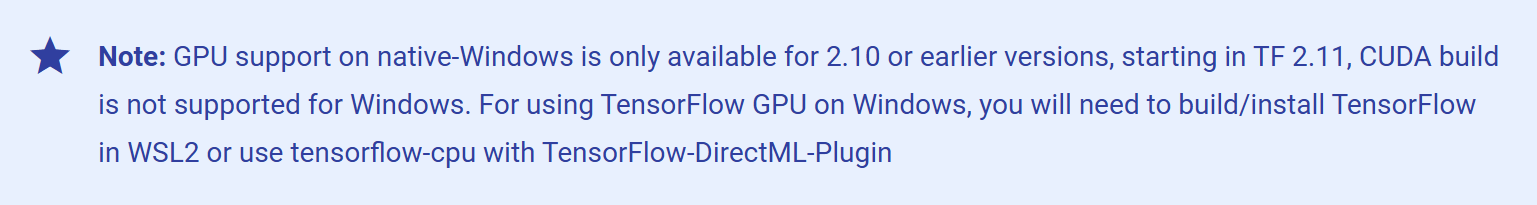 Note: GPU support on native-Windows is only available for 2.10 or earlier versions, starting in TF 2.11, CUDA build
is not supported for Windows. For using TensorFlow GPU on Windows, you will need to build/install TensorFlow
in WSL2 or use tensorflow-cpu with TensorFlow-DirectML-Plugin